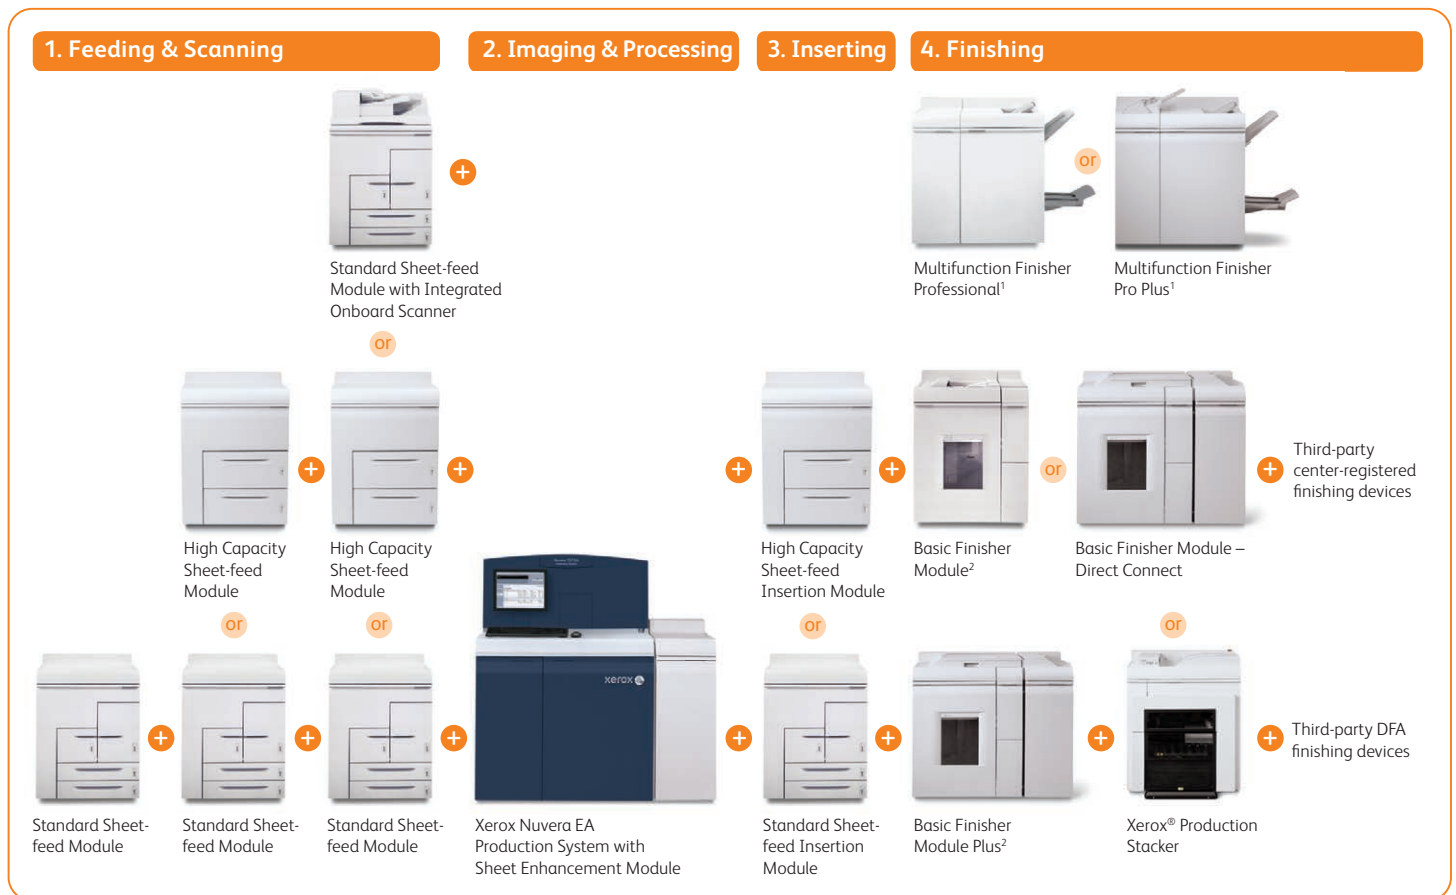 1. Feeding & Scanning
2. Imaging & Processing
3. Inserting
4. Finishing
+
or
Standard Sheet-feed
Module with Integrated
Onboard Scanner
Multifunction Finisher
Professional¹
Multifunction Finisher
Pro Plus¹
or
+
+
+
+
or
+
Third-party
center-registered
finishing devices
High Capacity
Sheet-feed
Module
High Capacity
Sheet-feed
Module
High Capacity
Sheet-feed
Insertion Module
Basic Finisher
Module²
Basic Finisher Module –
Direct Connect
or
or
or
or
xerox
+
+
+
+
+
+
+
Third-party DFA
finishing devices
Standard Sheet-
feed Module
Standard Sheet-
feed Module
Standard Sheet-
feed Module
Xerox Nuvera EA
Production System with
Sheet Enhancement Module
Standard Sheet-
feed Insertion
Module
Basic Finisher
Module Plus²
Xerox® Production
Stacker